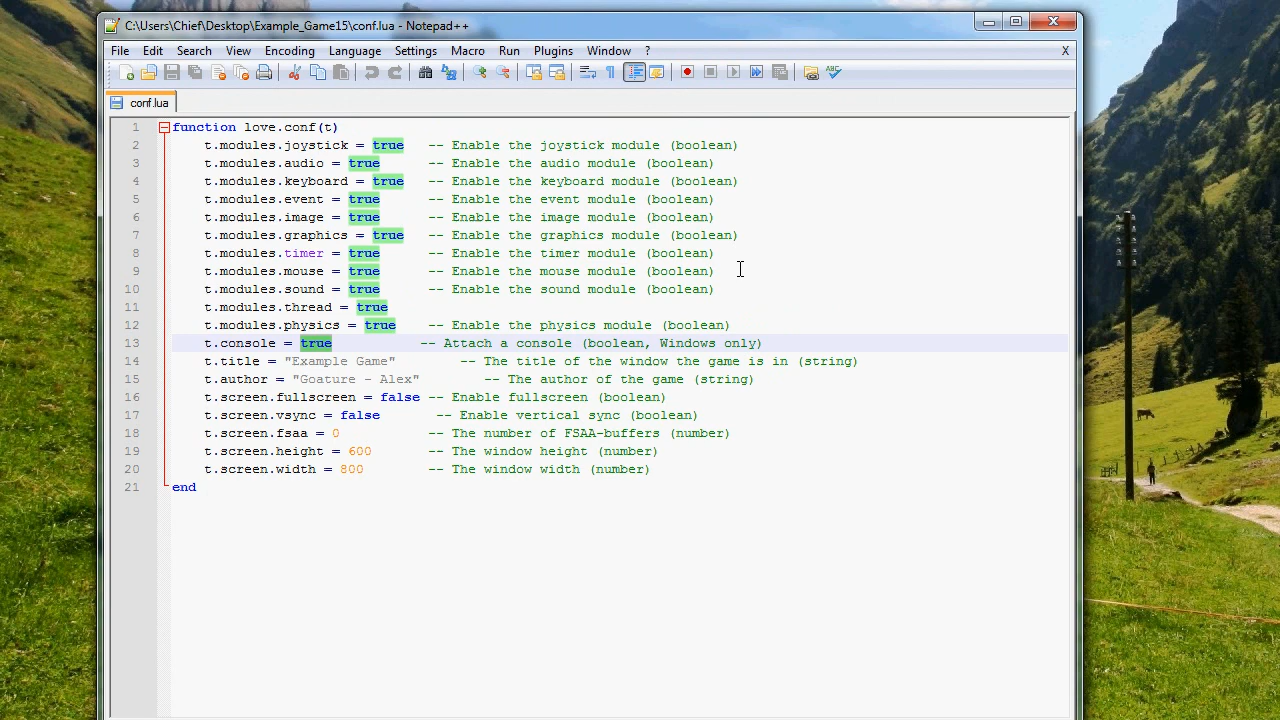 C:\Users\Chief\Desktop\Example_Game15\conf.lua - Notepad++
File Edit Search View Encoding Language Settings Macro Run Plugins Window ? X
conf.lua
1 function love.conf(t)
2 t.modules.joystick = true -- Enable the joystick module (boolean)
3 t.modules.audio = true -- Enable the audio module (boolean)
4 t.modules.keyboard = true -- Enable the keyboard module (boolean)
5 t.modules.event = true -- Enable the event module (boolean)
6 t.modules.image = true -- Enable the image module (boolean)
7 t.modules.graphics = true -- Enable the graphics module (boolean)
8 t.modules.timer = true -- Enable the timer module (boolean)
9 t.modules.mouse = true -- Enable the mouse module (boolean)
10 t.modules.sound = true -- Enable the sound module (boolean)
11 t.modules.thread = true
12 t.modules.physics = true -- Enable the physics module (boolean)
13 t.console = true -- Attach a console (boolean, Windows only)
14 t.title = "Example Game" -- The title of the window the game is in (string)
15 t.author = "Goature - Alex" -- The author of the game (string)
16 t.screen.fullscreen = false -- Enable fullscreen (boolean)
17 t.screen.vsync = false -- Enable vertical sync (boolean)
18 t.screen.fsaa = 0 -- The number of FSAA-buffers (number)
19 t.screen.height = 600 -- The window height (number)
20 t.screen.width = 800 -- The window width (number)
21 end